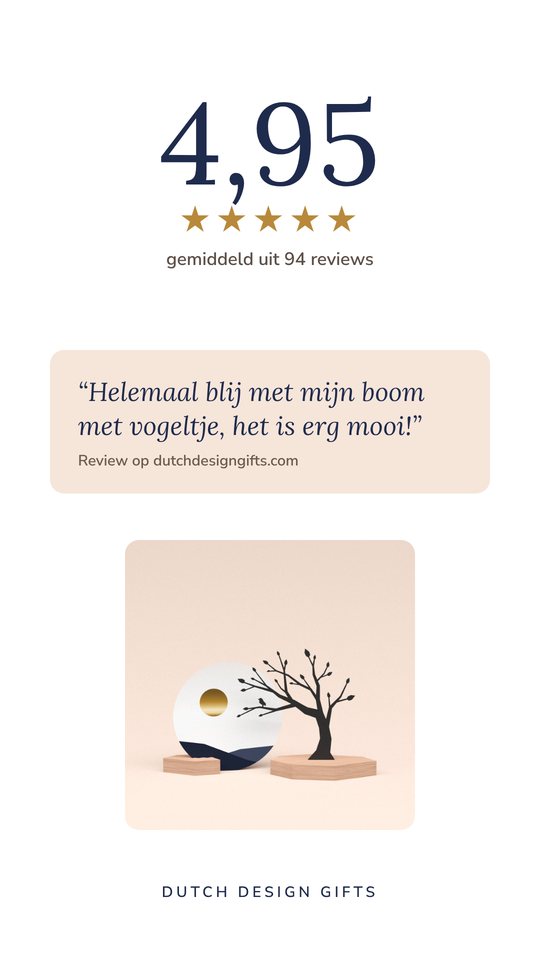 4,95
★★★★★
gemiddeld uit 94 reviews
“Helemaal blij met mijn boom
met vogeltje, het is erg mooi!”
Review op dutchdesigngifts.com
DUTCH DESIGN GIFTS